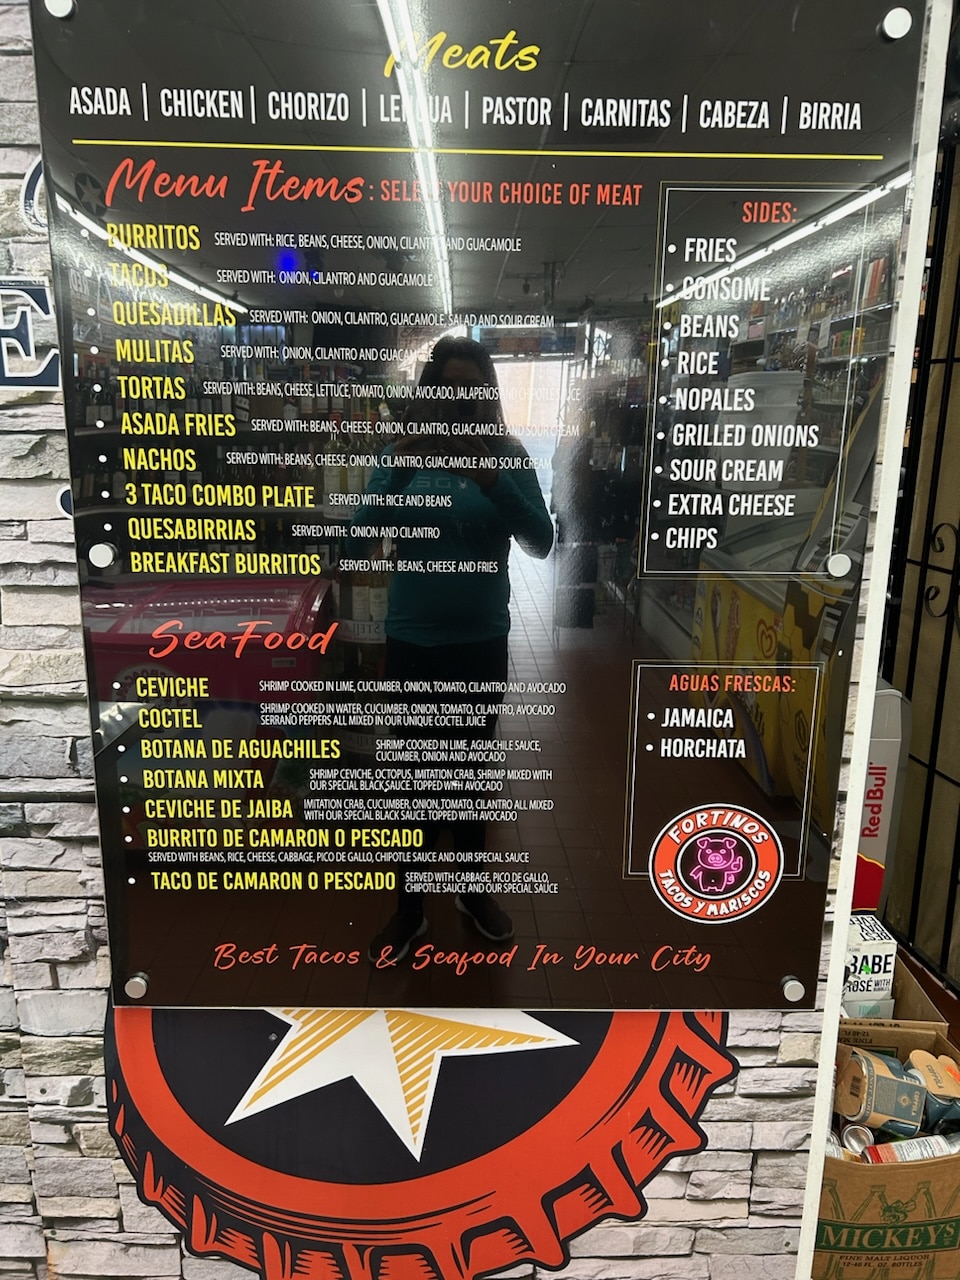 Meats
ASADA | CHICKEN | CHORIZO | LENGUA | PASTOR | CARNITAS | CABEZA | BIRRIA
Menu Items: SELECT YOUR CHOICE OF MEAT
• BURRITOS SERVED WITH: RICE, BEANS, CHEESE, ONION, CILANTRO AND GUACAMOLE
• TACOS SERVED WITH: ONION, CILANTRO AND GUACAMOLE
• QUESADILLAS SERVED WITH: ONION, CILANTRO, GUACAMOLE, SALAD AND SOUR CREAM
• MULITAS SERVED WITH: ONION, CILANTRO AND GUACAMOLE
• TORTAS SERVED WITH: BEANS, CHEESE, LETTUCE, TOMATO, ONION, AVOCADO, JALAPEÑOS AND CHIPOTLE SAUCE
• ASADA FRIES SERVED WITH: BEANS, CHEESE, ONION, CILANTRO, GUACAMOLE AND SOUR CREAM
• NACHOS SERVED WITH: BEANS, CHEESE, ONION, CILANTRO, GUACAMOLE AND SOUR CREAM
• 3 TACO COMBO PLATE SERVED WITH: RICE AND BEANS
• QUESABIRRIAS SERVED WITH: ONION AND CILANTRO
• BREAKFAST BURRITOS SERVED WITH: BEANS, CHEESE AND FRIES
SIDES:
• FRIES
• CONSOME
• BEANS
• RICE
• NOPALES
• GRILLED ONIONS
• SOUR CREAM
• EXTRA CHEESE
• CHIPS
SeaFood
• CEVICHE SHRIMP COOKED IN LIME, CUCUMBER, ONION, TOMATO, CILANTRO AND AVOCADO
• COCTEL SHRIMP COOKED IN WATER, CUCUMBER, ONION, TOMATO, CILANTRO, AVOCADO
SERRANO PEPPERS ALL MIXED IN OUR UNIQUE COCTEL JUICE
• BOTANA DE AGUACHILES SHRIMP COOKED IN LIME, AGUACHILE SAUCE,
CUCUMBER, ONION AND AVOCADO
• BOTANA MIXTA SHRIMP CEVICHE, OCTOPUS, IMITATION CRAB, SHRIMP MIXED WITH
OUR SPECIAL BLACK SAUCE. TOPPED WITH AVOCADO
• CEVICHE DE JAIBA IMITATION CRAB, CUCUMBER, ONION, TOMATO, CILANTRO ALL MIXED
WITH OUR SPECIAL BLACK SAUCE. TOPPED WITH AVOCADO
• BURRITO DE CAMARON O PESCADO
SERVED WITH BEANS, RICE, CHEESE, CABBAGE, PICO DE GALLO, CHIPOTLE SAUCE AND OUR SPECIAL SAUCE
• TACO DE CAMARON O PESCADO SERVED WITH CABBAGE, PICO DE GALLO,
CHIPOTLE SAUCE AND OUR SPECIAL SAUCE
AGUAS FRESCAS:
• JAMAICA
• HORCHATA
FORTINOS
TACOS Y MARISCOS
Best Tacos & Seafood In Your City
E
Red Bull
BABE
ROSÉ WITH
BUBBLES
MICKEYS
FINE MALT LIQUOR
12-40 FL. OZ. BOTTLES